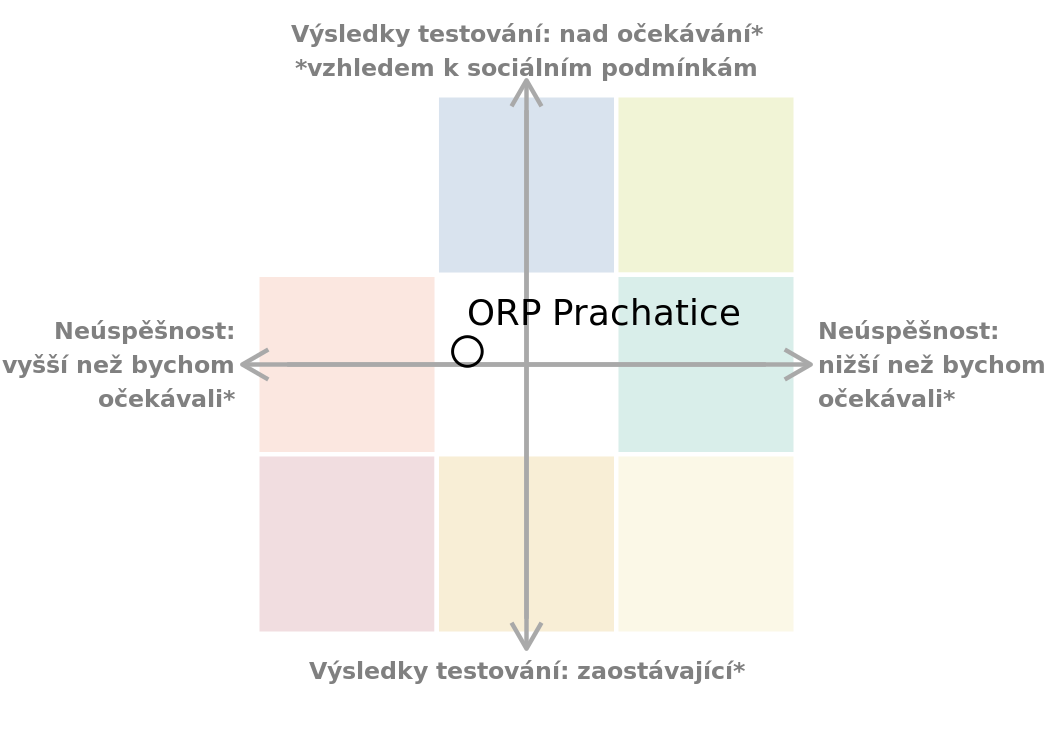 Výsledky testování: nad očekávání*
*vzhledem k sociálním podmínkám
ORP Prachatice
Neúspěšnost:
vyšší než bychom
očekávali*
Neúspěšnost:
nižší než bychom
očekávali*
Výsledky testování: zaostávající*